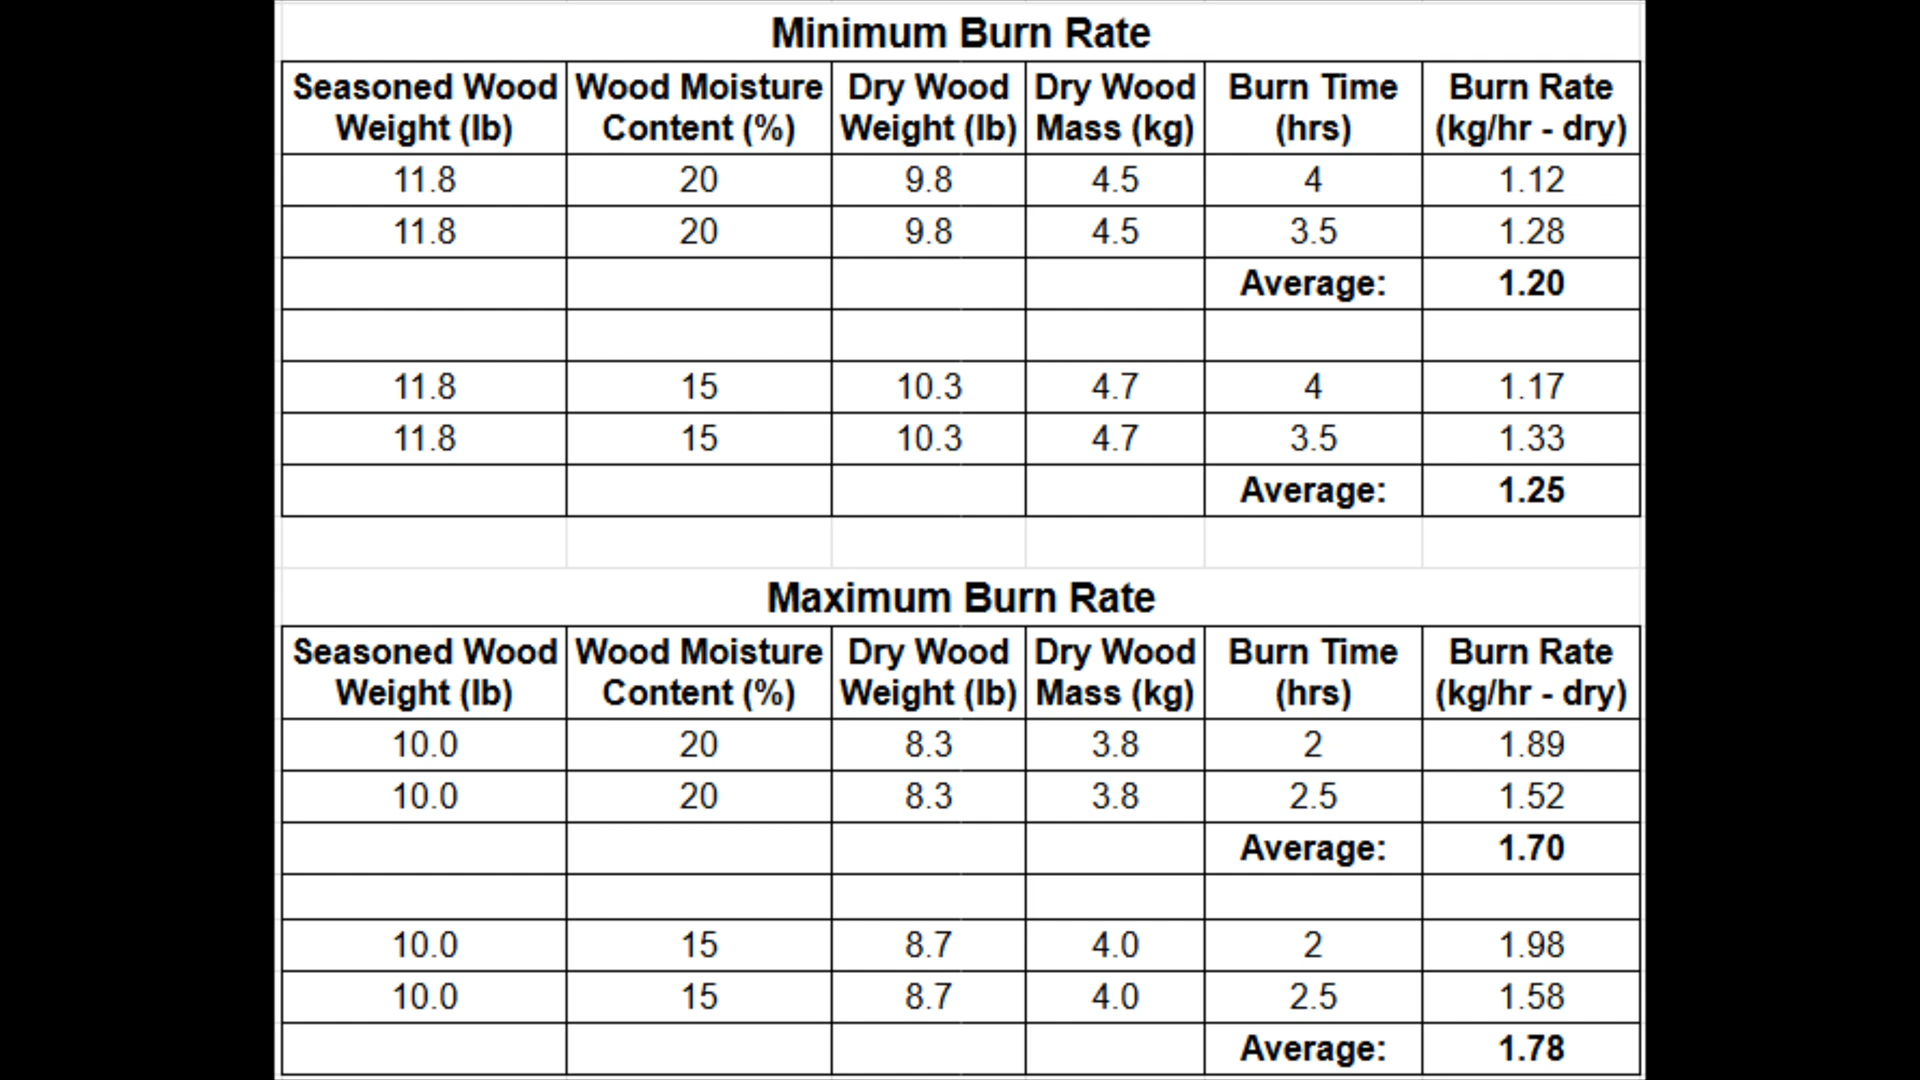 Minimum Burn Rate
Seasoned Wood Weight (lb) Wood Moisture Content (%) Dry Wood Weight (lb) Dry Wood Mass (kg) Burn Time (hrs) Burn Rate (kg/hr - dry)
11.8 20 9.8 4.5 4 1.12
11.8 20 9.8 4.5 3.5 1.28
Average: 1.20
11.8 15 10.3 4.7 4 1.17
11.8 15 10.3 4.7 3.5 1.33
Average: 1.25
Maximum Burn Rate
Seasoned Wood Weight (lb) Wood Moisture Content (%) Dry Wood Weight (lb) Dry Wood Mass (kg) Burn Time (hrs) Burn Rate (kg/hr - dry)
10.0 20 8.3 3.8 2 1.89
10.0 20 8.3 3.8 2.5 1.52
Average: 1.70
10.0 15 8.7 4.0 2 1.98
10.0 15 8.7 4.0 2.5 1.58
Average: 1.78